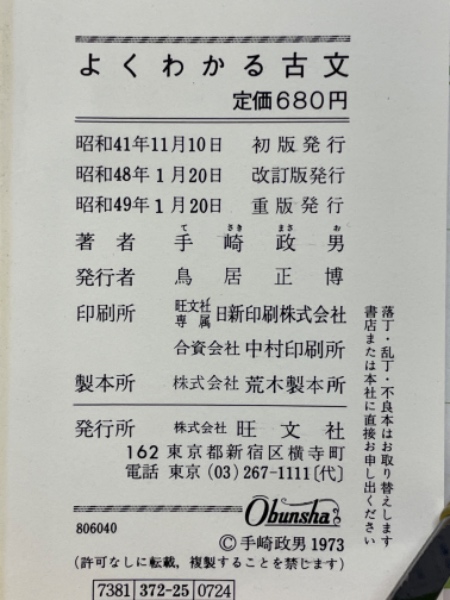 よくわかる古文
定価680円
昭和41年11月10日 初版発行
昭和48年1月20日 改訂版発行
昭和49年1月20日 重版発行
て さき まさ お
著者 手崎政男
発行者 鳥居正博
印刷所 旺文社専属 日新印刷株式会社
合資会社 中村印刷所
製本所 株式会社 荒木製本所
発行所 株式会社 旺文社
162 東京都新宿区横寺町
電話 東京(03)267-1111〔代〕
806040 Obunsha
©手崎政男1973
(許可なしに転載,複製することを禁じます)
7381 372-25 0724
落丁・乱丁・不良本はお取り替えします
書店または本社に直接お申し出ください